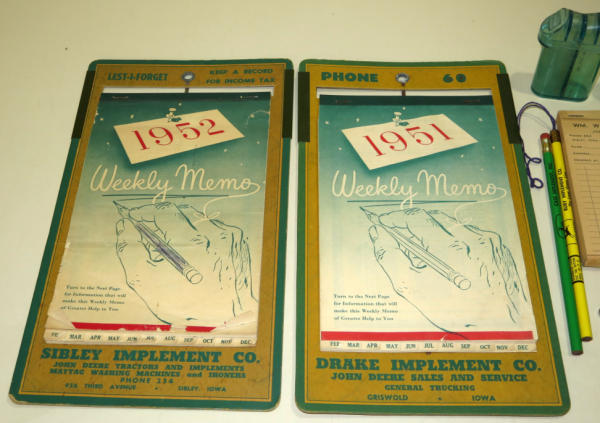 LEST-I-FORGET
KEEP A RECORD
FOR INCOME TAX
1952
Weekly Memo
Turn to the Next Page
for Information that will
make this Weekly Memo
of Greater Help to You
FEB MAR APR MAY JUN JUL AUG SEP OCT NOV DEC
SIBLEY IMPLEMENT CO.
JOHN DEERE TRACTORS AND IMPLEMENTS
MAYTAG WASHING MACHINES and IRONERS
PHONE 254
THIRD AVENUE • SIBLEY, IOWA
PHONE 60
1951
Weekly Memo
Turn to the Next Page
for Information that will
make this Weekly Memo
of Greater Help to You
FEB MAR APR MAY JUN JUL AUG SEP OCT NOV DEC
DRAKE IMPLEMENT CO.
JOHN DEERE SALES AND SERVICE
GENERAL TRUCKING
GRISWOLD • IOWA
WM. W